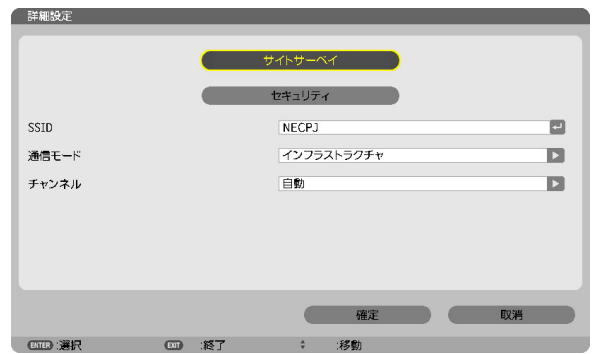 詳細設定
サイトサーベイ
セキュリティ
SSID NECPJ
通信モード インフラストラクチャ
チャンネル 自動
確定 取消
ENTER :選択 EXIT :終了 :移動